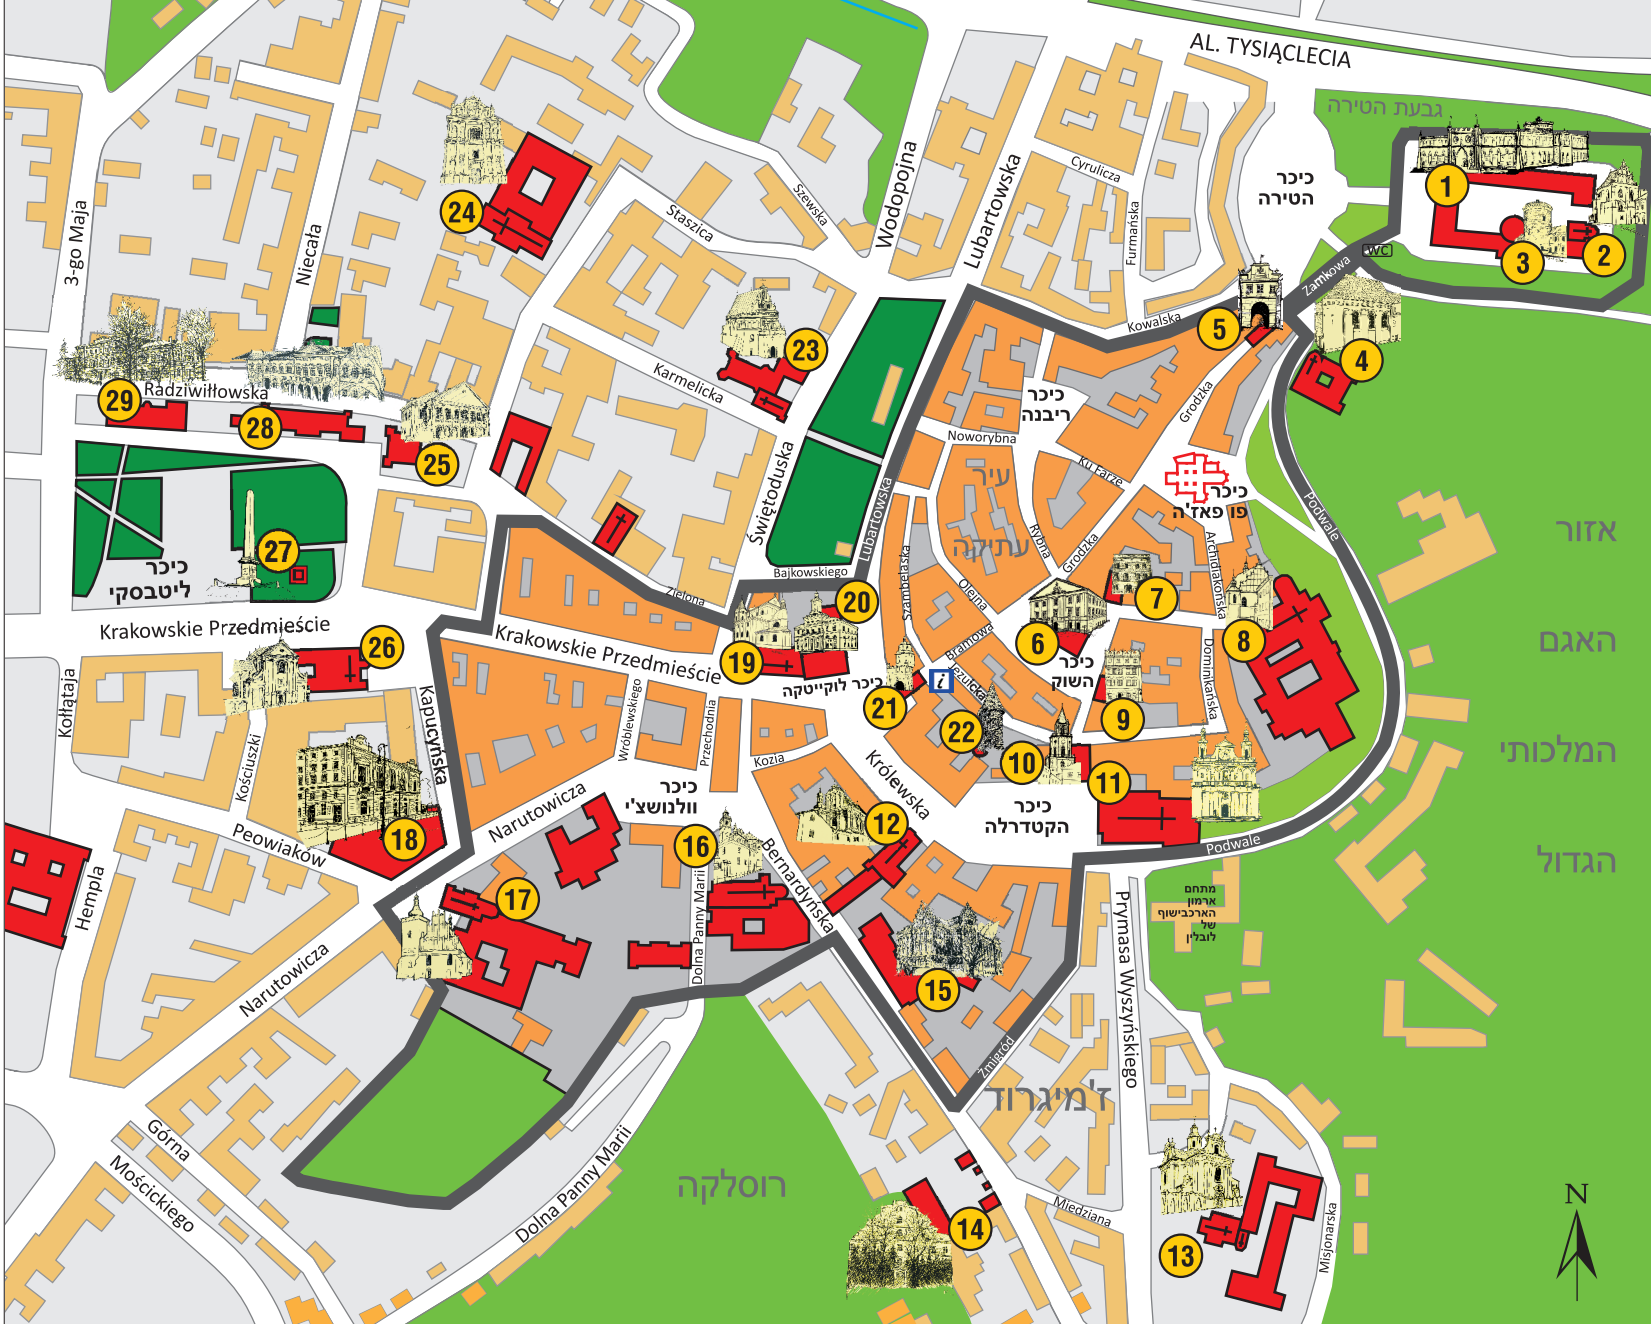 AL. TYSIĄCLECIA
גבעת הטירה
Cyrulicza
Wodopojna
Lubartowska
Furmańska
Szewska
Staszica
כיכר
הטירה
1
2
3
WC
Zamkowa
24
3-go Maja
Niecała
5
Kowalska
4
23
Karmelicka
Radziwiłłowska
29
28
25
כיכר
ריבנה
Grodzka
Noworybna
Ku Farze
עיר
עתיקה
כיכר
פו פאז'ה
Podwale
אזור
האגם
המלכותי
הגדול
Świętoduska
Lubartowska
Bajkowskiego
Zielona
Szambelańska
Rybna
Grodzka
Archidiakońska
Olejna
27
כיכר
ליטבסקי
Krakowskie Przedmieście
26
Krakowskie Przedmieście
20
19
כיכר לוקייטקה
21
i
Bramowa
Jezuicka
6
כיכר
השוק
7
8
9
Dominikańska
22
10
11
Kołłątaja
Kościuszki
Kapucyńska
Wróblewskiego
Przechodnia
Kozia
Królewska
כיכר
וולנושצ'י
כיכר
הקטדרלה
Narutowicza
Peowiaków
18
16
12
Podwale
Hempla
17
Dolna Panny Marii
Bernardyńska
15
Prymasa Wyszyńskiego
מתחם
ארמון
הארכבישוף
של
לובלין
Narutowicza
Żmigród
ז'מיגרוד
Górna
Mościckiego
Dolna Panny Marii
רוסלקה
14
Miedziana
13
Misjonarska
N